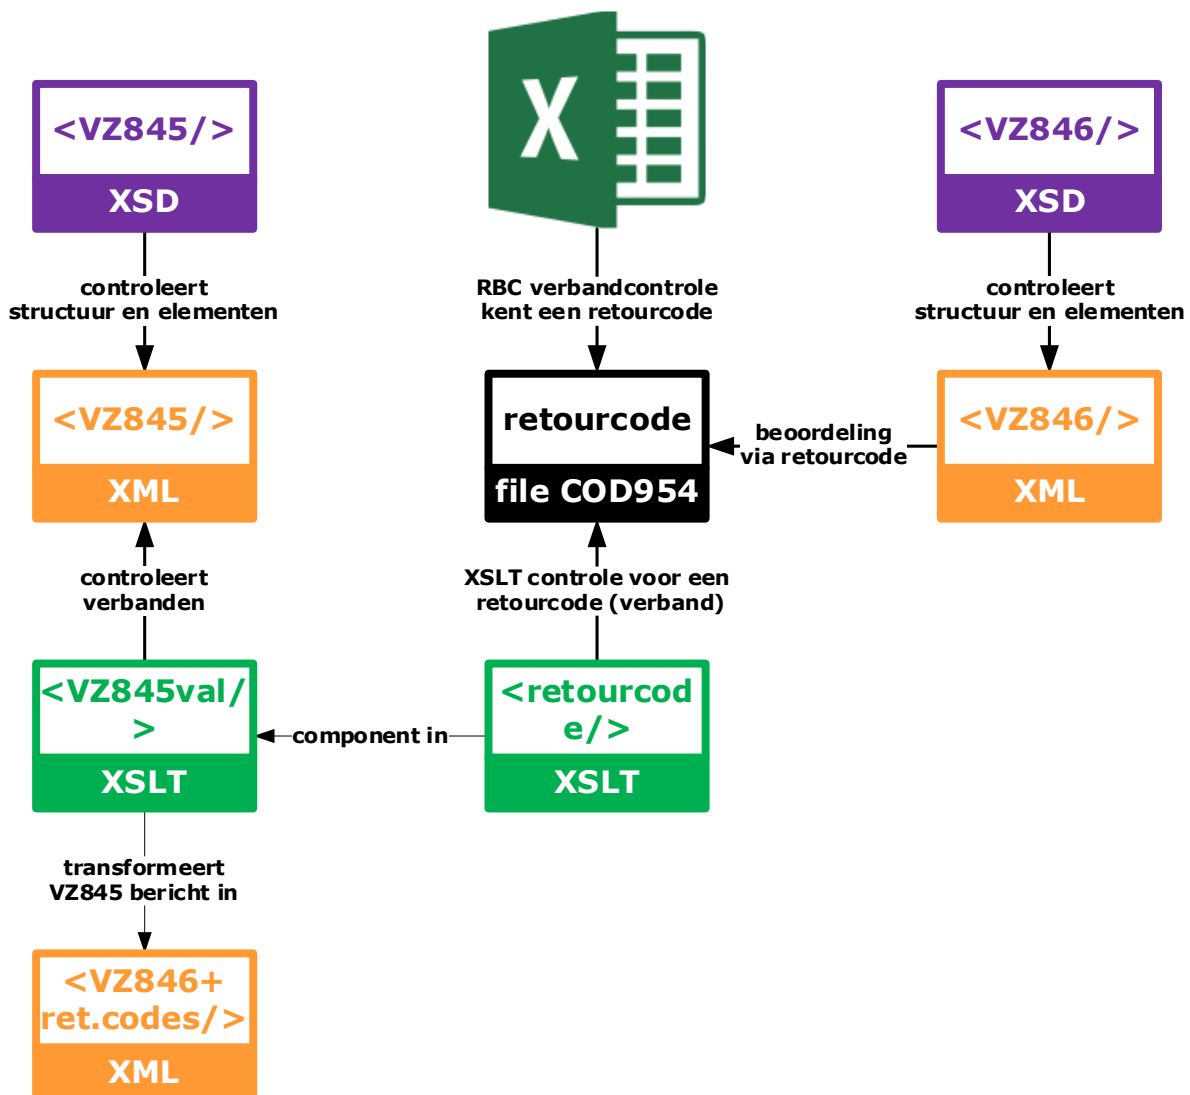 <VZ845/>
XSD
X
<VZ846/>
XSD
controleert
structuur en elementen
RBC verbandcontrole
kent een retourcode
controleert
structuur en elementen
<VZ845/>
XML
retourcode
file COD954
beoordeling
via retourcode
<VZ846/>
XML
controleert
verbanden
XSLT controle voor een
retourcode (verband)
<VZ845val/
>
XSLT
component in
<retourcod
e/>
XSLT
transformeert
VZ845 bericht in
<VZ846+
ret.codes/>
XML